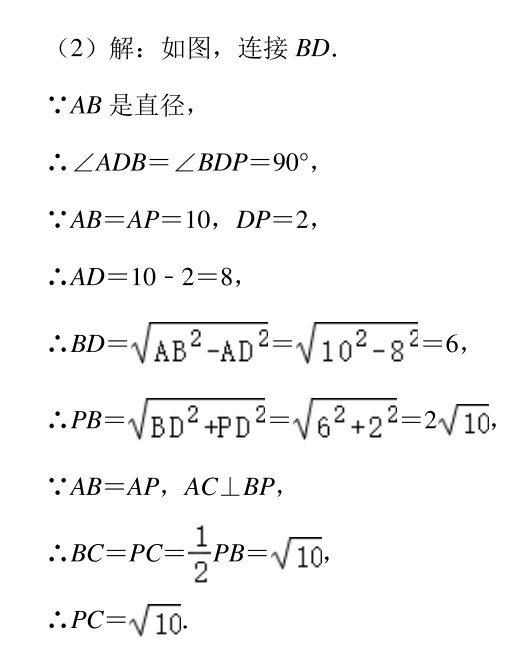 （2）解：如图，连接 BD．
∵AB 是直径，
∴∠ADB＝∠BDP＝90°，
∵AB＝AP＝10，DP＝2，
∴AD＝10﹣2＝8，
∴BD＝√(AB²-AD²)＝√(10²-8²)＝6，
∴PB＝√(BD²+PD²)＝√(6²+2²)＝2√10，
∵AB＝AP，AC⊥BP，
∴BC＝PC＝1/2PB＝√10，
∴PC＝√10．